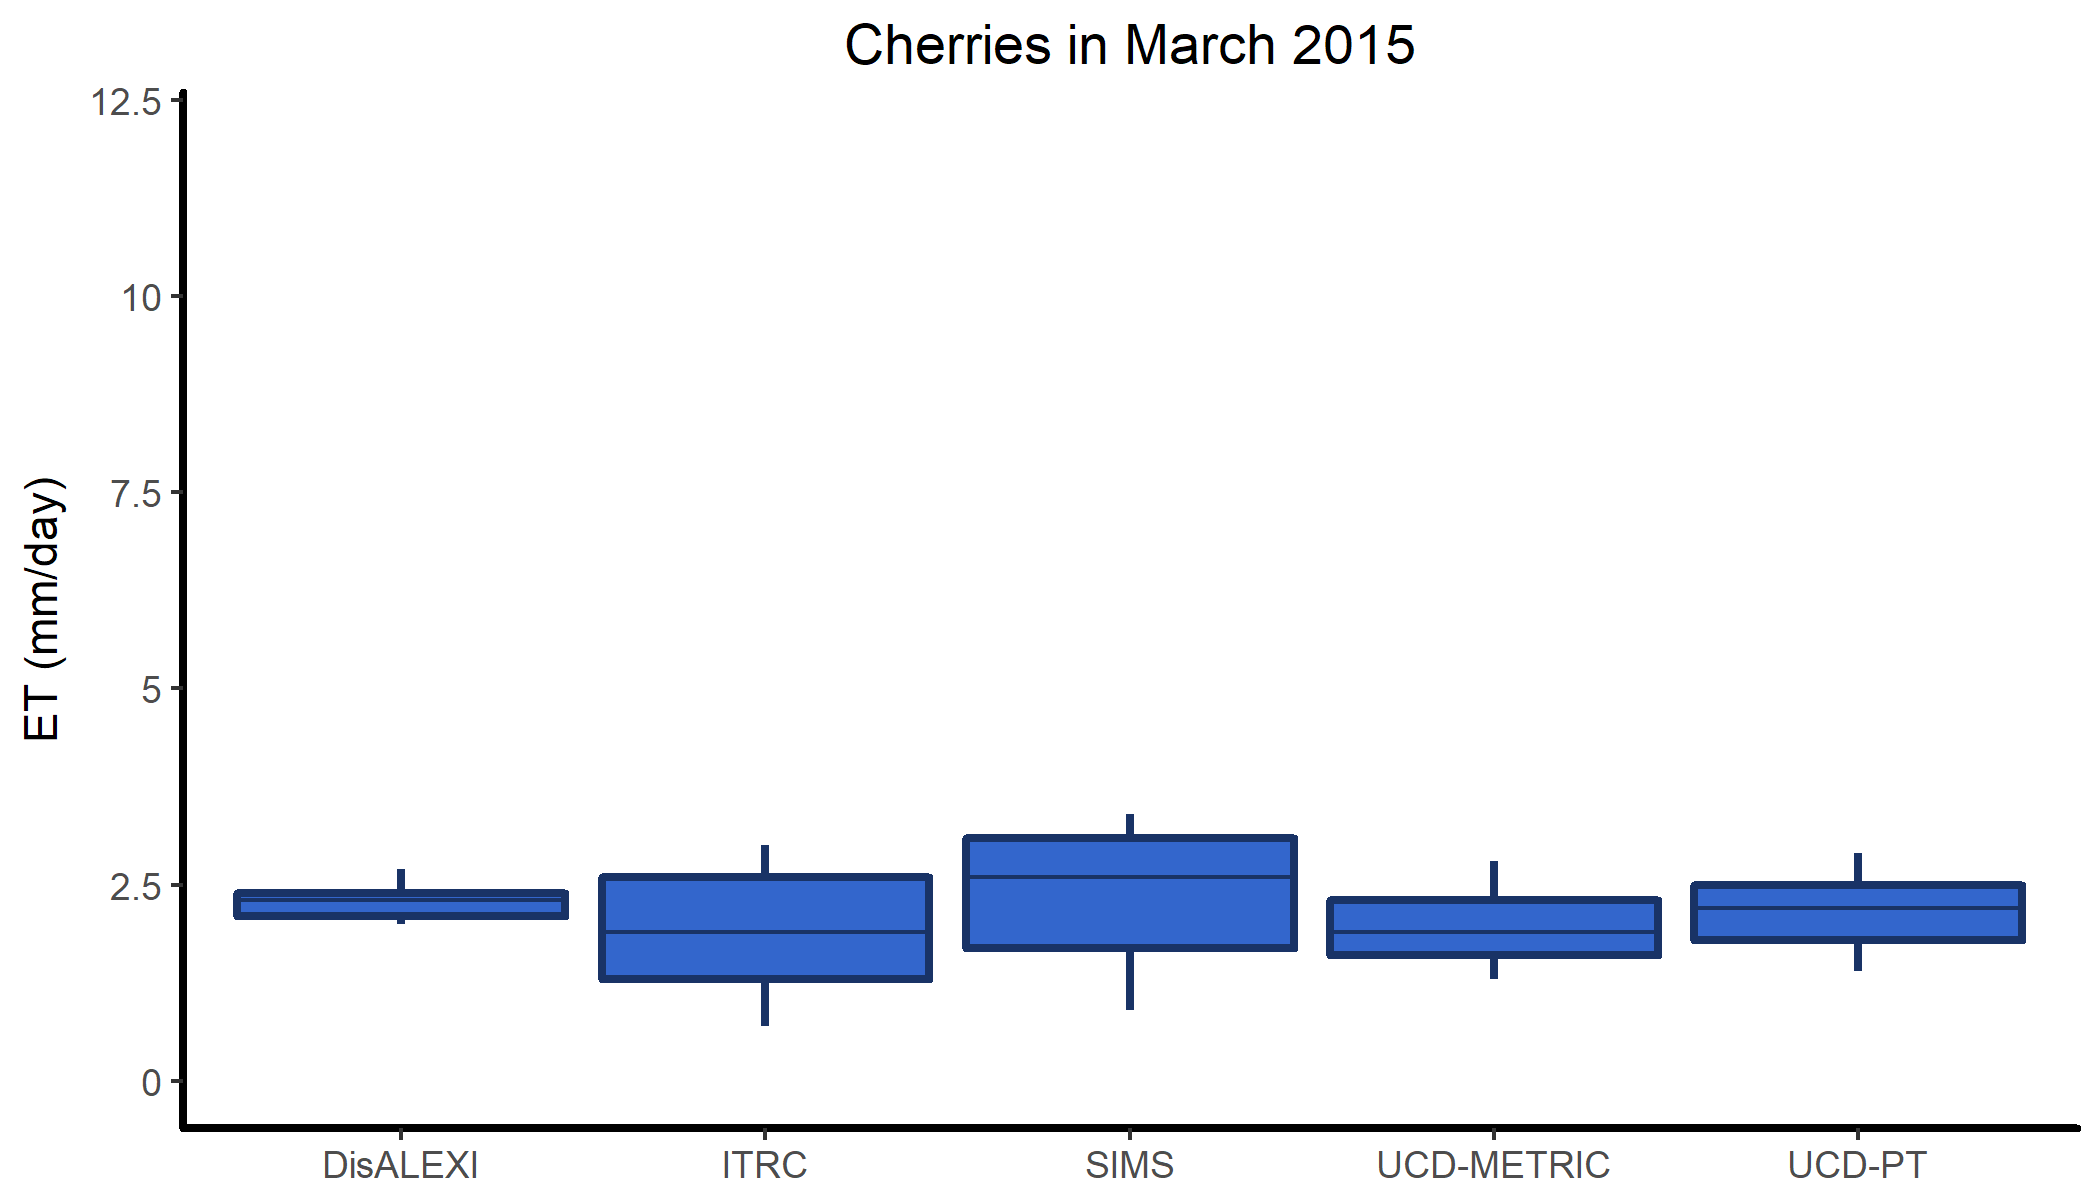 Cherries in March 2015
12.5
10
7.5
5
2.5
0
ET (mm/day)
DisALEXI
ITRC
SIMS
UCD-METRIC
UCD-PT